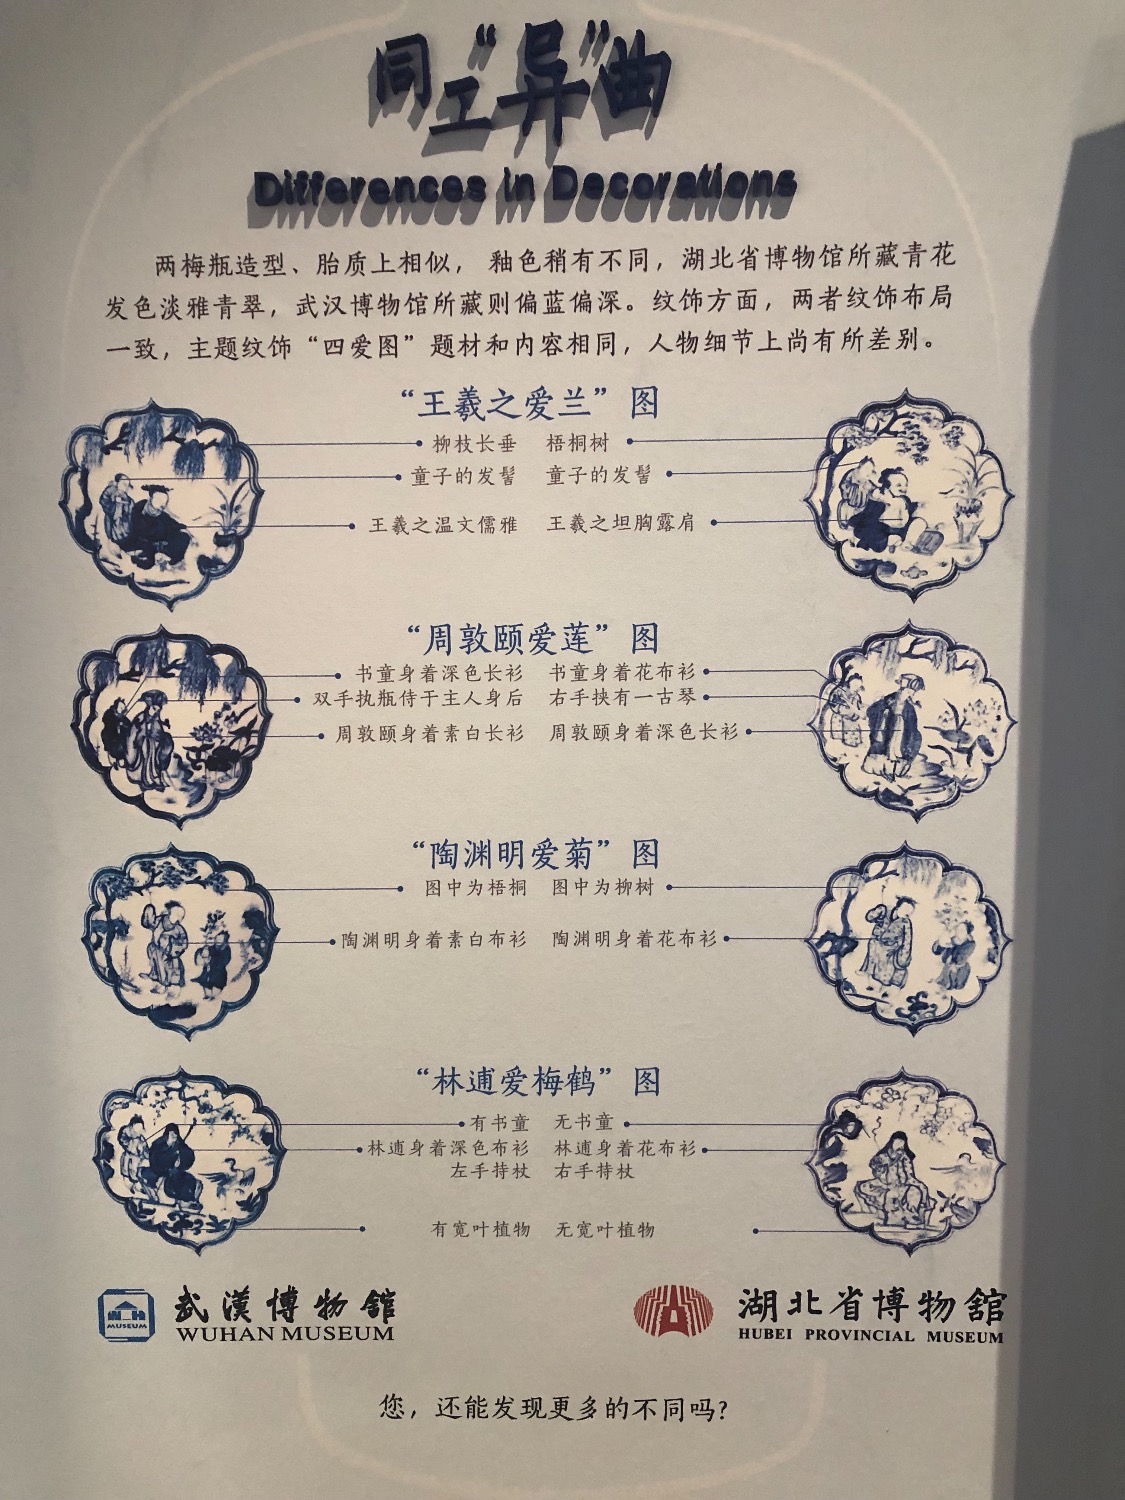 同工“异”曲
Differences in Decorations
两梅瓶造型、胎质上相似， 釉色稍有不同，湖北省博物馆所藏青花
发色淡雅青翠，武汉博物馆所藏则偏蓝偏深。纹饰方面，两者纹饰布局
一致，主题纹饰“四爱图”题材和内容相同，人物细节上尚有所差别。
“王羲之爱兰”图
柳枝长垂 梧桐树
童子的发髻 童子的发髻
王羲之温文儒雅 王羲之坦胸露肩
“周敦颐爱莲”图
书童身着深色长衫 书童身着花布衫
双手执瓶侍于主人身后 右手挟有一古琴
周敦颐身着素白长衫 周敦颐身着深色长衫
“陶渊明爱菊”图
图中为梧桐 图中为柳树
陶渊明身着素白布衫 陶渊明身着花布衫
“林逋爱梅鹤”图
有书童 无书童
林逋身着深色布衫 林逋身着花布衫
左手持杖 右手持杖
有宽叶植物 无宽叶植物
MUSEUM
武漢博物館
WUHAN MUSEUM
湖北省博物館
HUBEI PROVINCIAL MUSEUM
您，还能发现更多的不同吗?